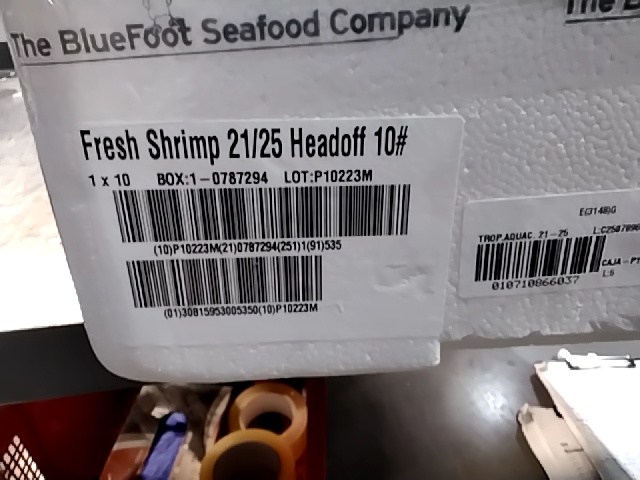 The BlueFoot Seafood Company
The
Fresh Shrimp 21/25 Headoff 10#
1 x 10 BOX:1-0787294 LOT:P10223M
(10)P10223M(21)0787294(251)1(91)535
(01)30815953005350(10)P10223M
TROP.AQUAC. 21-25
010710866037